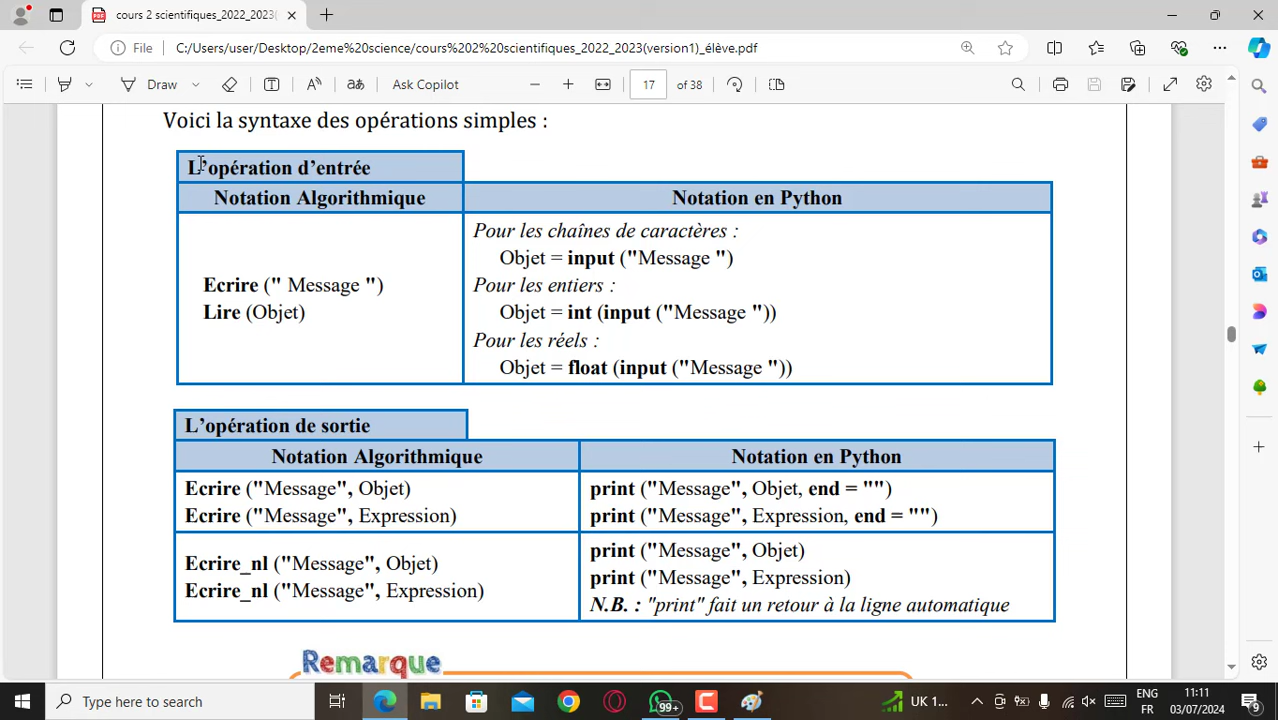 cours 2 scientifiques_2022_2023(
File
C:/Users/user/Desktop/2eme%20science/cours%202%20scientifiques_2022_2023(version1)_élève.pdf
Draw
Ask Copilot
17 of 38
Voici la syntaxe des opérations simples :
L’opération d’entrée
Notation Algorithmique
Notation en Python
Ecrire (" Message ")
Lire (Objet)
Pour les chaînes de caractères :
Objet = input ("Message ")
Pour les entiers :
Objet = int (input ("Message "))
Pour les réels :
Objet = float (input ("Message "))
L’opération de sortie
Notation Algorithmique
Notation en Python
Ecrire ("Message", Objet)
Ecrire ("Message", Expression)
print ("Message", Objet, end = "")
print ("Message", Expression, end = "")
Ecrire_nl ("Message", Objet)
Ecrire_nl ("Message", Expression)
print ("Message", Objet)
print ("Message", Expression)
N.B. : "print" fait un retour à la ligne automatique
Remarque
Type here to search
99+
UK 1...
ENG
FR
11:11
03/07/2024
9